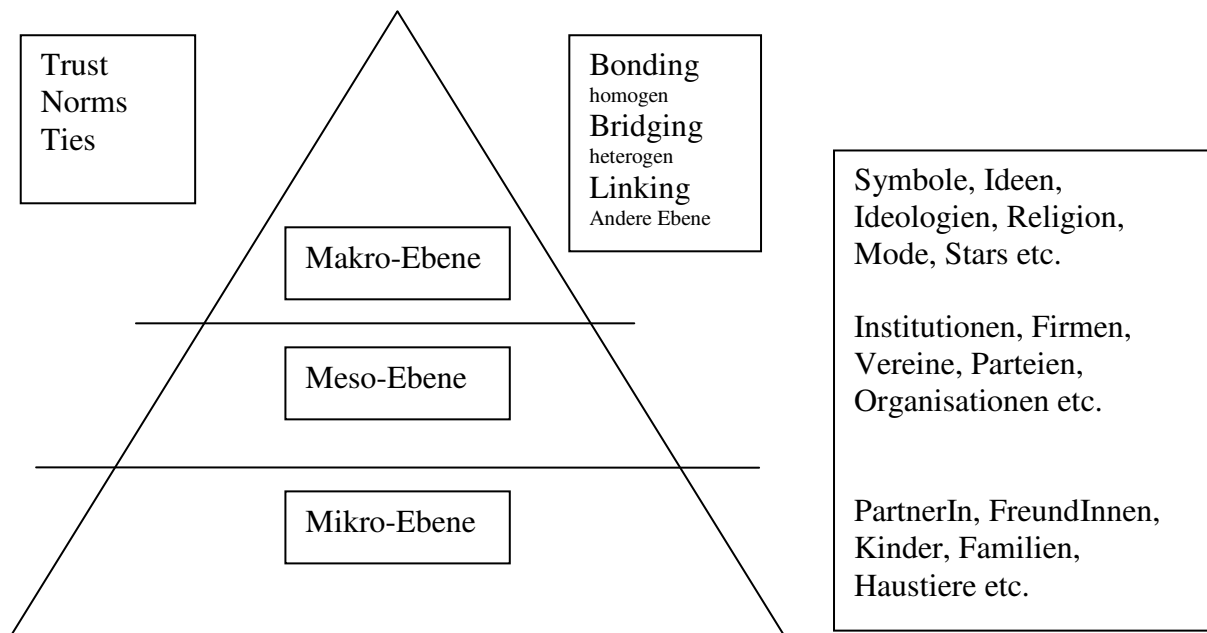 Trust
Norms
Ties
Bonding
homogen
Bridging
heterogen
Linking
Andere Ebene
Makro-Ebene
Meso-Ebene
Mikro-Ebene
Symbole, Ideen,
Ideologien, Religion,
Mode, Stars etc.
Institutionen, Firmen,
Vereine, Parteien,
Organisationen etc.
PartnerIn, FreundInnen,
Kinder, Familien,
Haustiere etc.